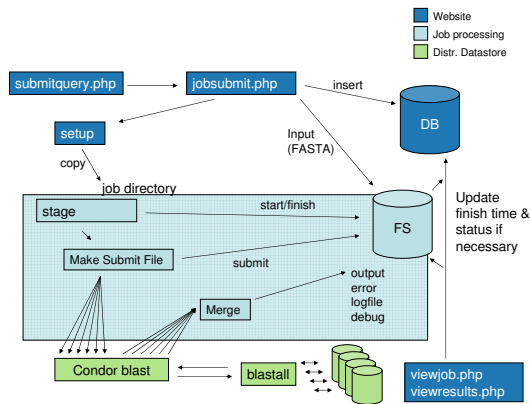 Website
Job processing
Distr. Datastore
submitquery.php
jobsubmit.php
insert
DB
setup
Input
(FASTA)
copy
job directory
stage
start/finish
FS
Update
finish time &
status if
necessary
Make Submit File
submit
output
error
logfile
debug
Merge
Condor blast
blastall
viewjob.php
viewresults.php